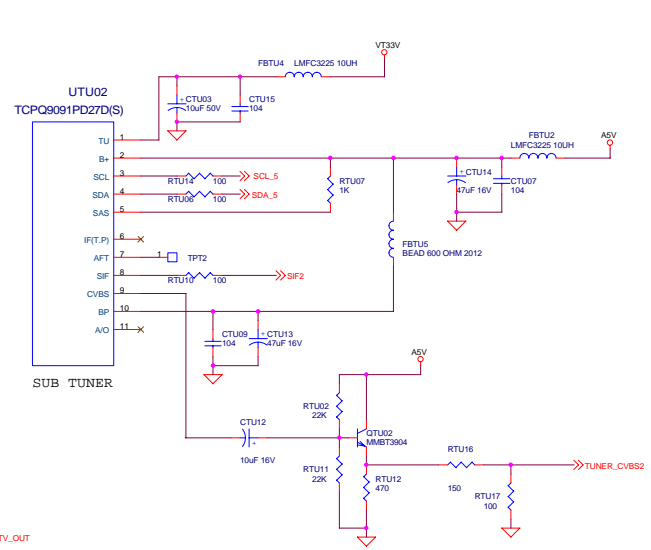 VT33V
FBTU4 LMFC3225 10UH
UTU02
TCPQ9091PD27D(S)
+ CTU03
10uF 50V
CTU15
104
FBTU2
LMFC3225 10UH
A5V
TU 1
B+ 2
SCL 3
RTU14 100
SCL_5
SDA 4
RTU06 100
SDA_5
SAS 5
RTU07
1K
+ CTU14
47uF 16V
CTU07
104
IF(T.P) 6
AFT 7
1 TPT2
FBTU5
BEAD 600 OHM 2012
SIF 8
RTU10 100
SIF2
CVBS 9
BP 10
A/O 11
CTU09
104
+ CTU13
47uF 16V
SUB TUNER
A5V
RTU02
22K
CTU12
+
10uF 16V
QTU02
MMBT3904
RTU11
22K
RTU12
470
RTU16
150
TUNER_CVBS2
RTU17
100
TV_OUT